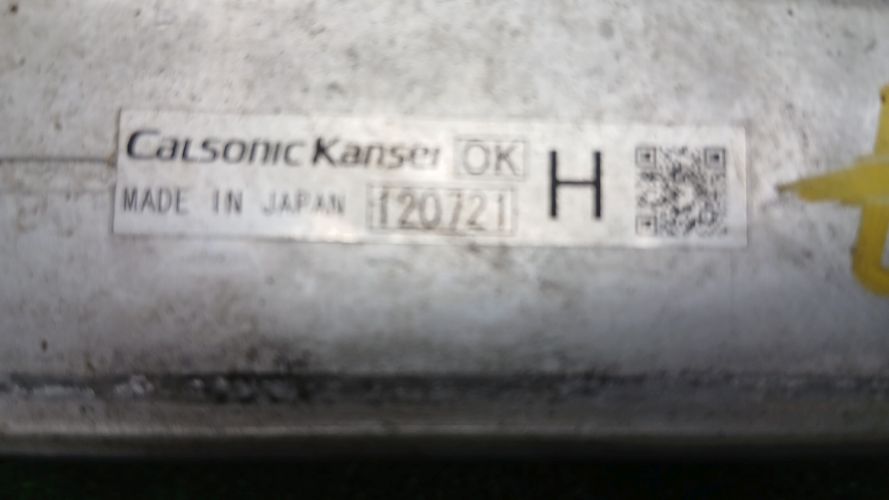 CALSONIC Kansei OK H
MADE IN JAPAN 120721